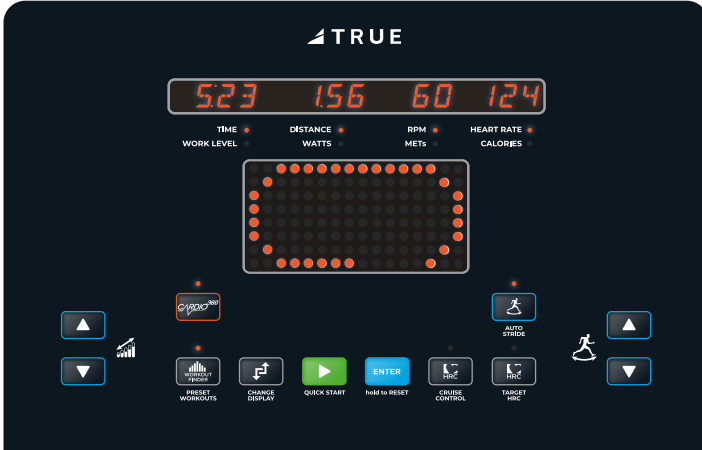 TRUE
5:23 1.56 60 124
TIME DISTANCE RPM HEART RATE
WORK LEVEL WATTS METs CALORIES
CARDIO 360
AUTO
STRIDE
WORKOUT
FINDER
ENTER
HRC
HRC
PRESET
WORKOUTS
CHANGE
DISPLAY
QUICK START
hold to RESET
CRUISE
CONTROL
TARGET
HRC